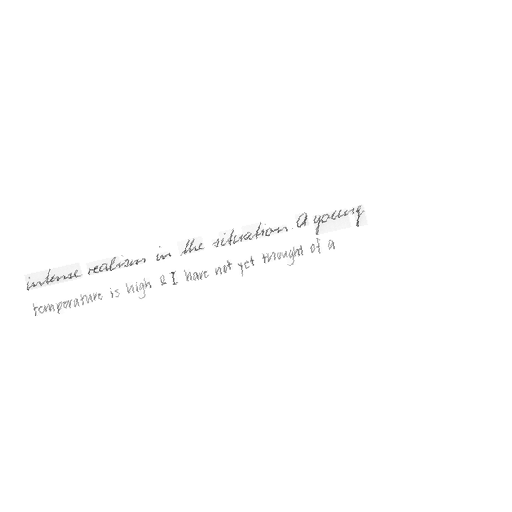 intense realism in the situation. A young
temperature is high & I have not yet thought of a